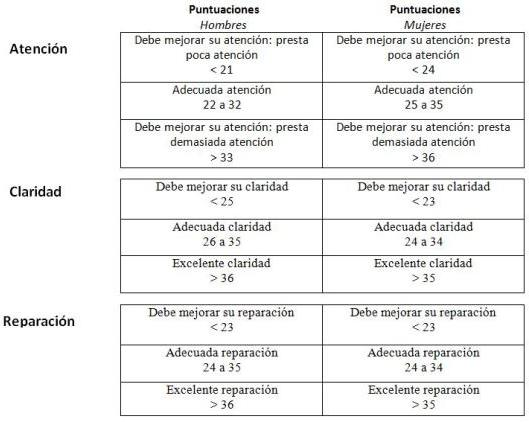 Puntuaciones Puntuaciones
Hombres Mujeres
Atención
Debe mejorar su atención: presta Debe mejorar su atención: presta
poca atención poca atención
< 21 < 24
Adecuada atención Adecuada atención
22 a 32 25 a 35
Debe mejorar su atención: presta Debe mejorar su atención: presta
demasiada atención demasiada atención
> 33 > 36
Claridad
Debe mejorar su claridad Debe mejorar su claridad
< 25 < 23
Adecuada claridad Adecuada claridad
26 a 35 24 a 34
Excelente claridad Excelente claridad
> 36 > 35
Reparación
Debe mejorar su reparación Debe mejorar su reparación
< 23 < 23
Adecuada reparación Adecuada reparación
24 a 35 24 a 34
Excelente reparación Excelente reparación
> 36 > 35